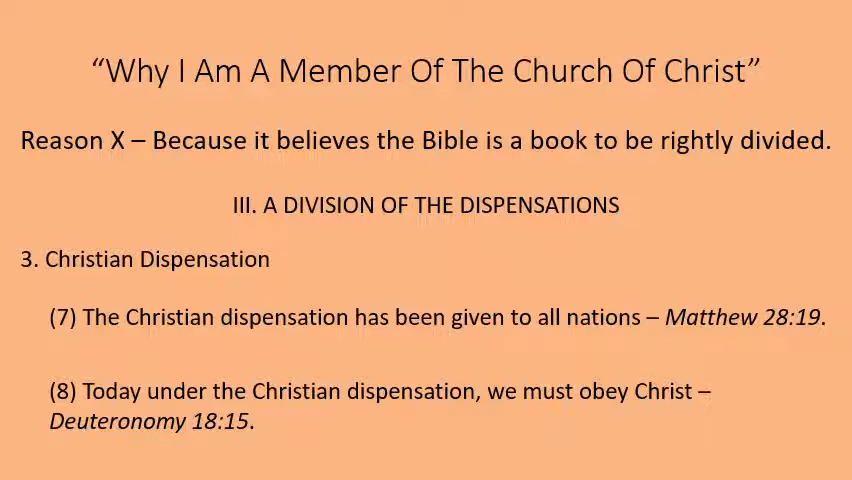 “Why I Am A Member Of The Church Of Christ”
Reason X – Because it believes the Bible is a book to be rightly divided.
III. A DIVISION OF THE DISPENSATIONS
3. Christian Dispensation
(7) The Christian dispensation has been given to all nations – Matthew 28:19.
(8) Today under the Christian dispensation, we must obey Christ –
Deuteronomy 18:15.